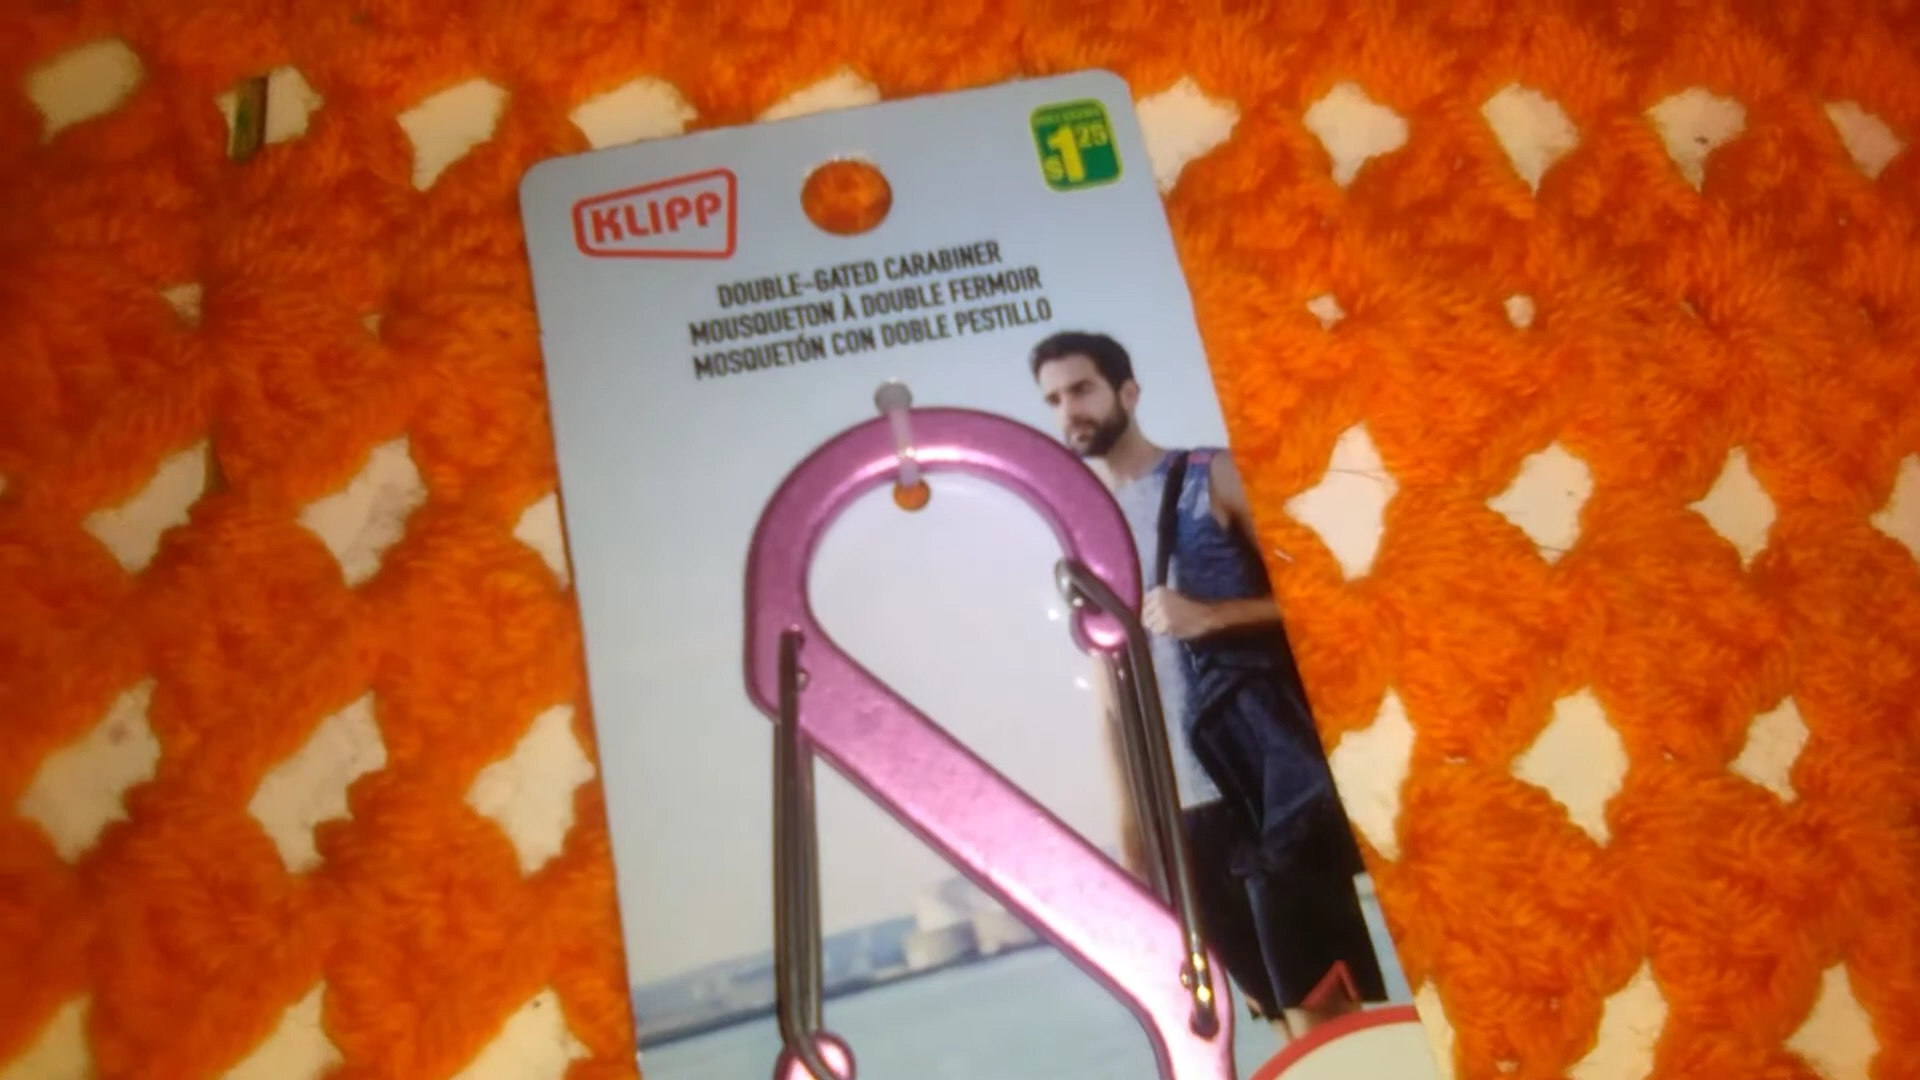 KLIPP
$1.25
DOUBLE-GATED CARABINER
MOUSQUETON À DOUBLE FERMOIR
MOSQUETÓN CON DOBLE PESTILLO